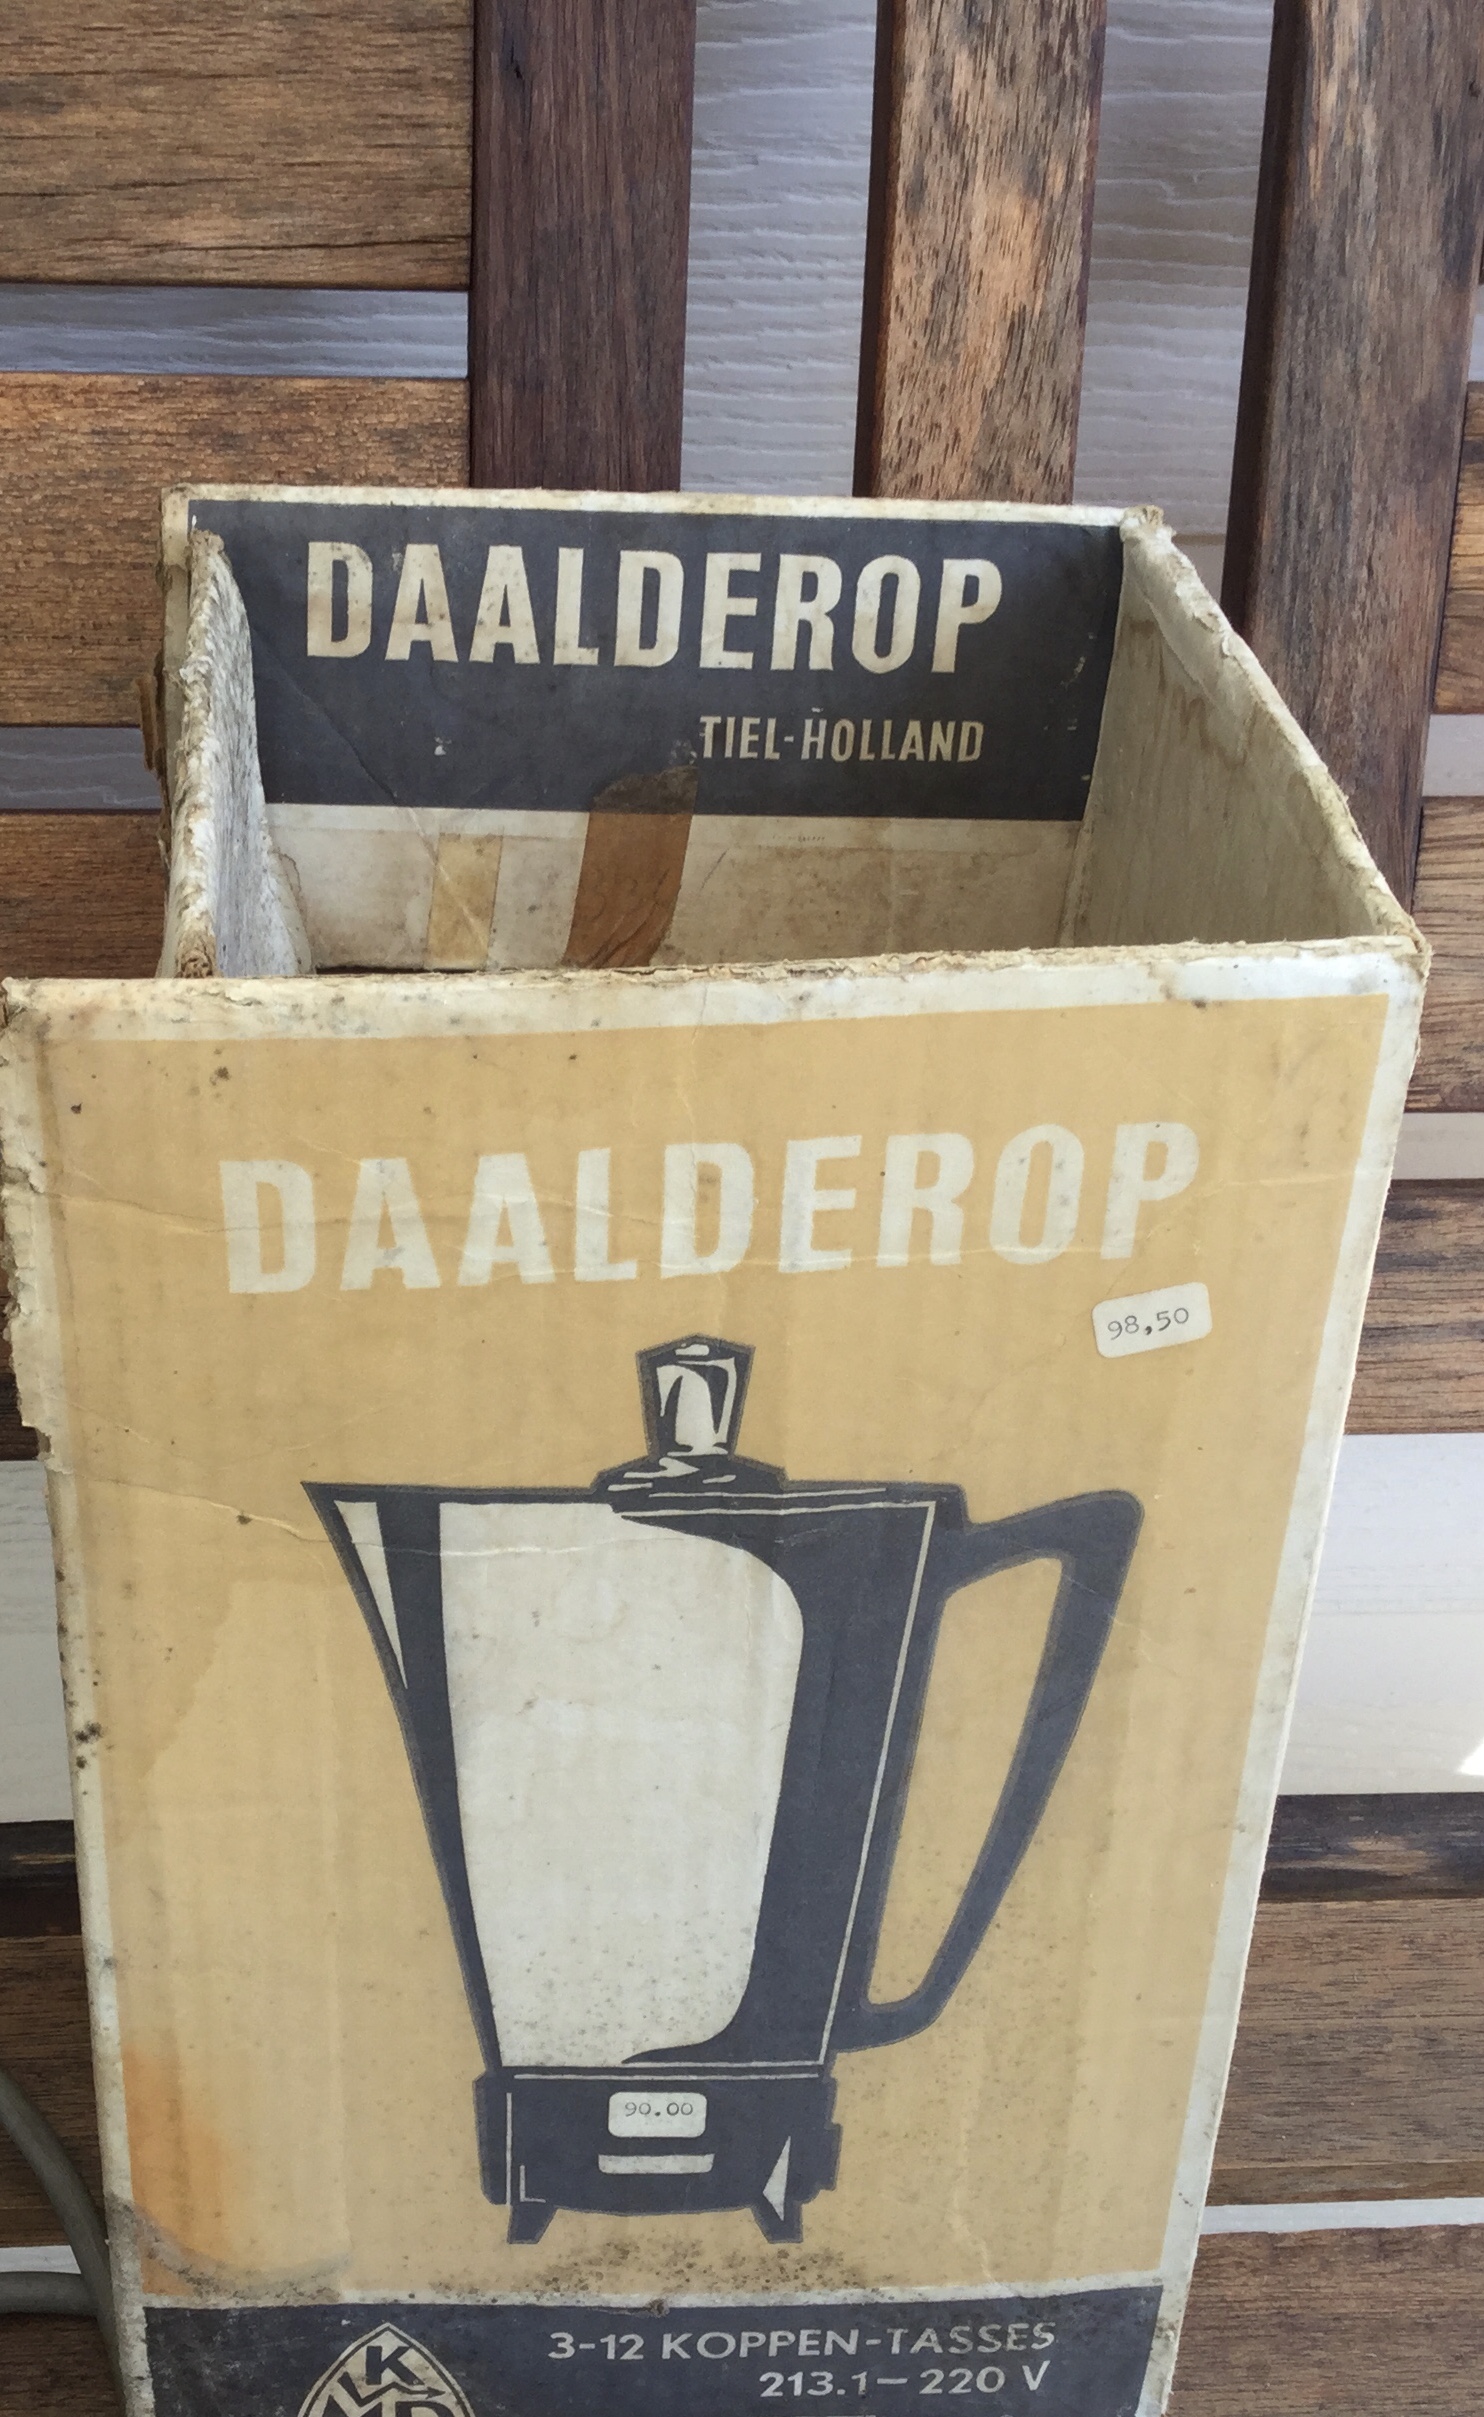 DAALDEROP
TIEL-HOLLAND
DAALDEROP
98,50
90.00
3-12 KOPPEN-TASSES
213.1-220 V
K